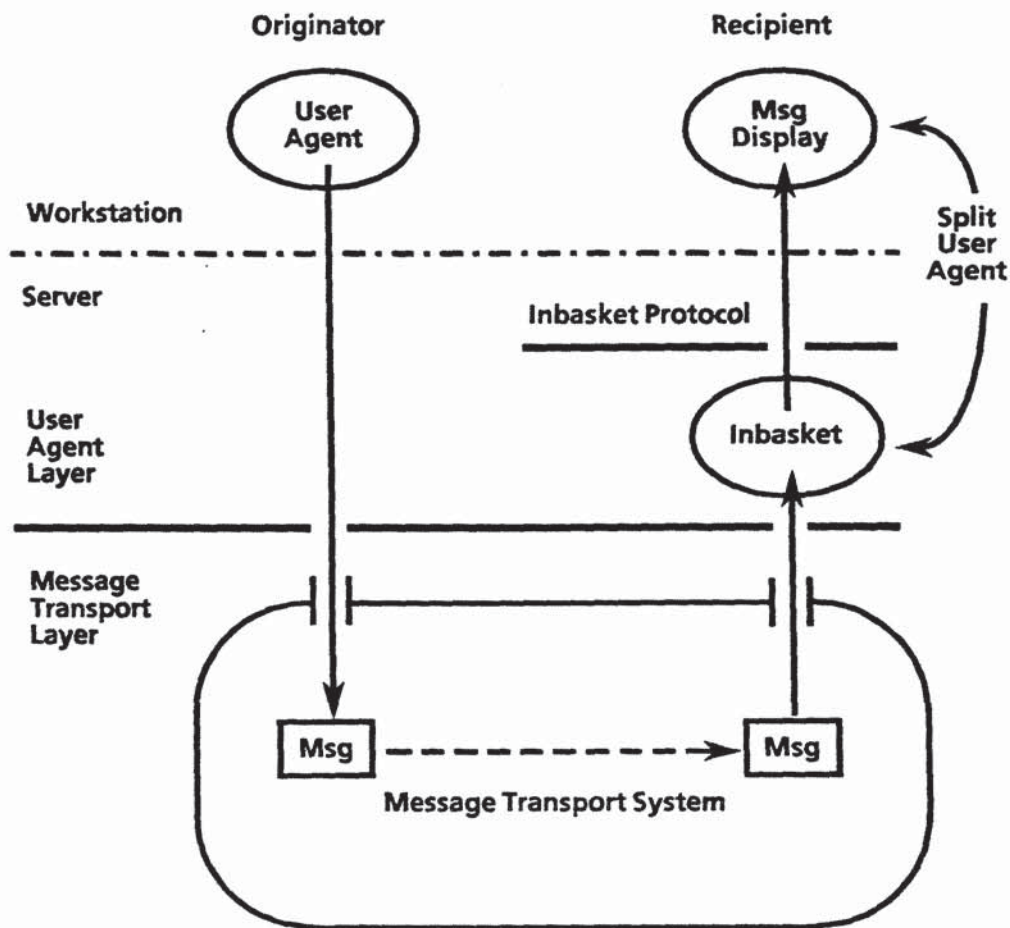 Originator
Recipient
User
Agent
Msg
Display
Workstation
Split
User
Agent
Server
Inbasket Protocol
User
Agent
Layer
Inbasket
Message
Transport
Layer
Msg
Msg
Message Transport System